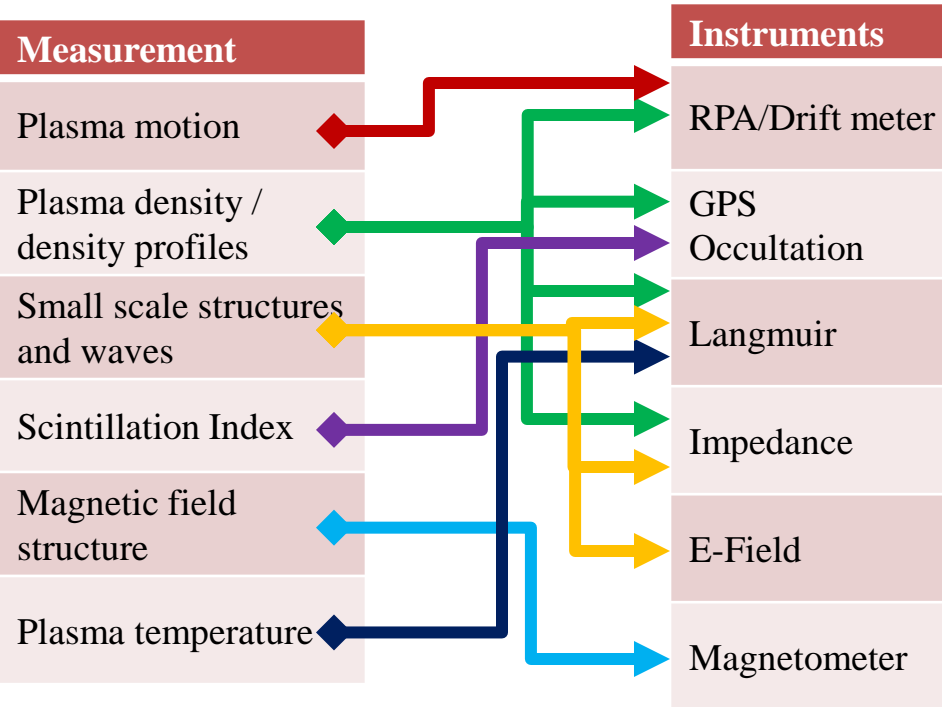 Measurement
Plasma motion
Plasma density /
density profiles
Small scale structures
and waves
Scintillation Index
Magnetic field
structure
Plasma temperature
Instruments
RPA/Drift meter
GPS
Occultation
Langmuir
Impedance
E-Field
Magnetometer